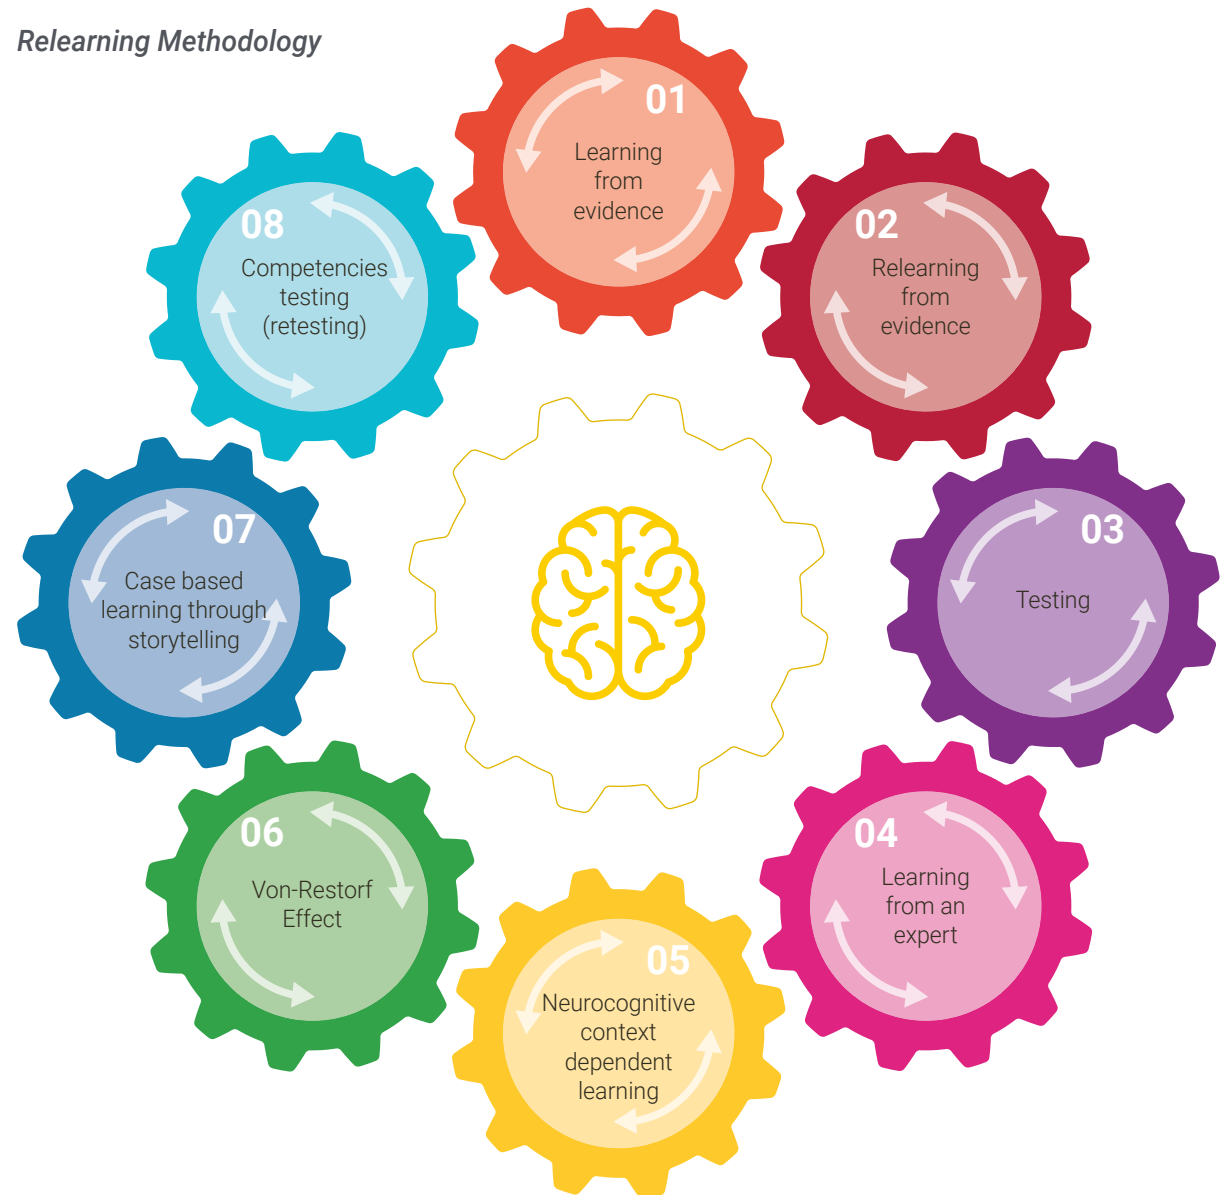 Relearning Methodology
01
Learning
from
evidence
02
Relearning
from
evidence
03
Testing
04
Learning
from an
expert
05
Neurocognitive
context
dependent
learning
06
Von-Restorf
Effect
07
Case based
learning through
storytelling
08
Competencies
testing
(retesting)